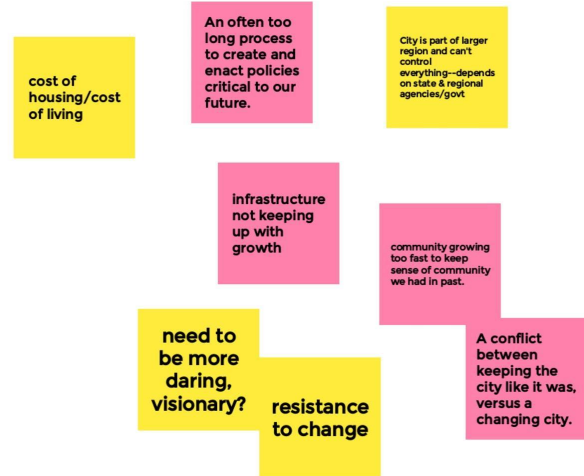 An often too
long process
to create and
enact policies
critical to our
future.
City is part of larger
region and can't
control
everything--depends
on state & regional
agencies/govt
cost of
housing/cost
of living
infrastructure
not keeping
up with
growth
community growing
too fast to keep
sense of community
we had in past.
need to
be more
daring,
visionary?
A conflict
between
keeping the
city like it was,
versus a
changing city.
resistance
to change